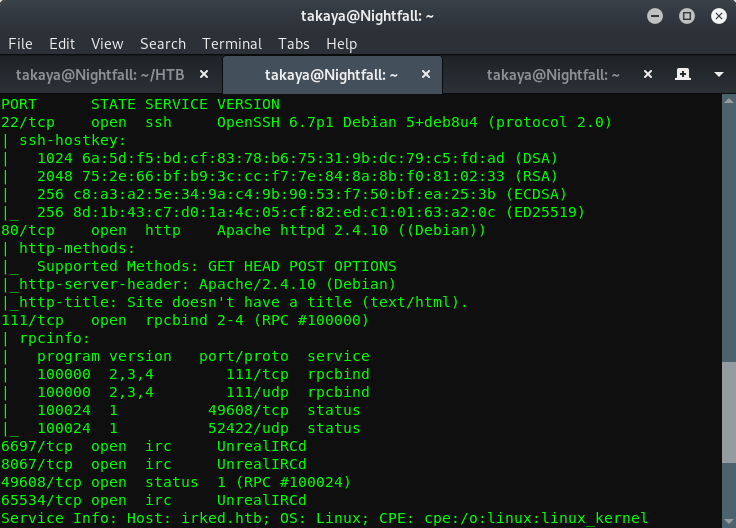 takaya@Nightfall: ~
File Edit View Search Terminal Tabs Help
takaya@Nightfall: ~/HTB × takaya@Nightfall: ~ × takaya@Nightfall: ~ ×
PORT      STATE SERVICE VERSION
22/tcp    open  ssh     OpenSSH 6.7p1 Debian 5+deb8u4 (protocol 2.0)
| ssh-hostkey:
|   1024 6a:5d:f5:bd:cf:83:78:b6:75:31:9b:dc:79:c5:fd:ad (DSA)
|   2048 75:2e:66:bf:b9:3c:cc:f7:7e:84:8a:8b:f0:81:02:33 (RSA)
|   256 c8:a3:a2:5e:34:9a:c4:9b:90:53:f7:50:bf:ea:25:3b (ECDSA)
|_  256 8d:1b:43:c7:d0:1a:4c:05:cf:82:ed:c1:01:63:a2:0c (ED25519)
80/tcp    open  http    Apache httpd 2.4.10 ((Debian))
| http-methods:
|_  Supported Methods: GET HEAD POST OPTIONS
|_http-server-header: Apache/2.4.10 (Debian)
|_http-title: Site doesn't have a title (text/html).
111/tcp   open  rpcbind 2-4 (RPC #100000)
| rpcinfo:
|   program version   port/proto  service
|   100000  2,3,4        111/tcp  rpcbind
|   100000  2,3,4        111/udp  rpcbind
|   100024  1          49608/tcp  status
|_  100024  1          52422/udp  status
6697/tcp  open  irc     UnrealIRCd
8067/tcp  open  irc     UnrealIRCd
49608/tcp open  status  1 (RPC #100024)
65534/tcp open  irc     UnrealIRCd
Service Info: Host: irked.htb; OS: Linux; CPE: cpe:/o:linux:linux_kernel